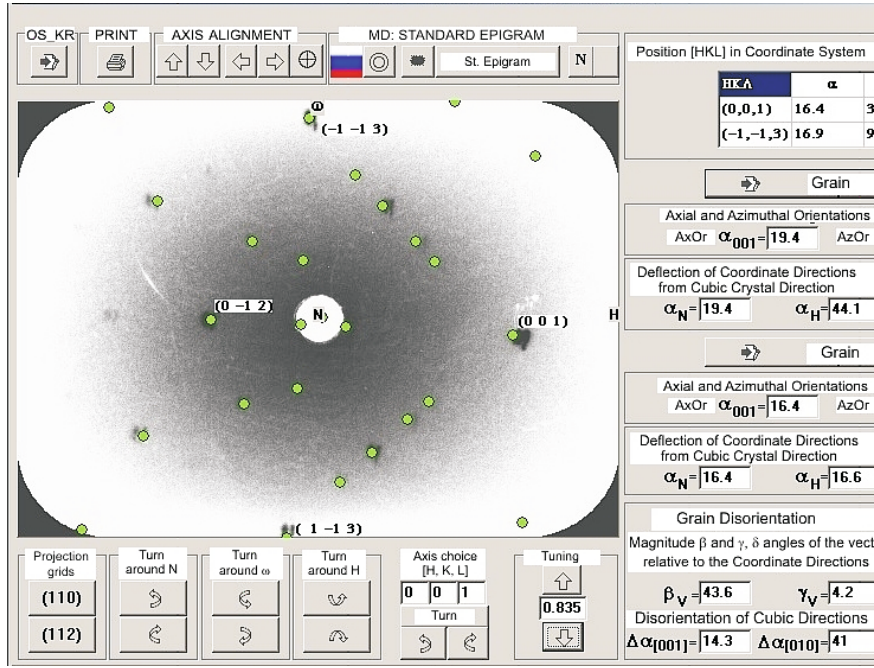 OS_KR PRINT AXIS ALIGNMENT MD: STANDARD EPIGRAM
St. Epigram N
ω
(-1 -1 3)
(0 -1 2)
N
(0 0 1)
H
( 1 -1 3)
Position [HKL] in Coordinate System
НКЛ α
(0,0,1) 16.4 3
(-1,-1,3) 16.9 9
Grain
Axial and Azimuthal Orientations
AxOr α001= 19.4 AzOr
Deflection of Coordinate Directions
from Cubic Crystal Direction
αN= 19.4 αH= 44.1
Grain
Axial and Azimuthal Orientations
AxOr α001= 16.4 AzOr
Deflection of Coordinate Directions
from Cubic Crystal Direction
αN= 16.4 αH= 16.6
Grain Disorientation
Magnitude β and γ, δ angles of the vect
relative to the Coordinate Directions
βV= 43.6 γV= 4.2
Disorientation of Cubic Directions
Δα[001]= 14.3 Δα[010]= 41
Projection
grids
(110)
(112)
Turn
around N
Turn
around ω
Turn
around H
Axis choice
[H, K, L]
0 0 1
Turn
Tuning
0.835